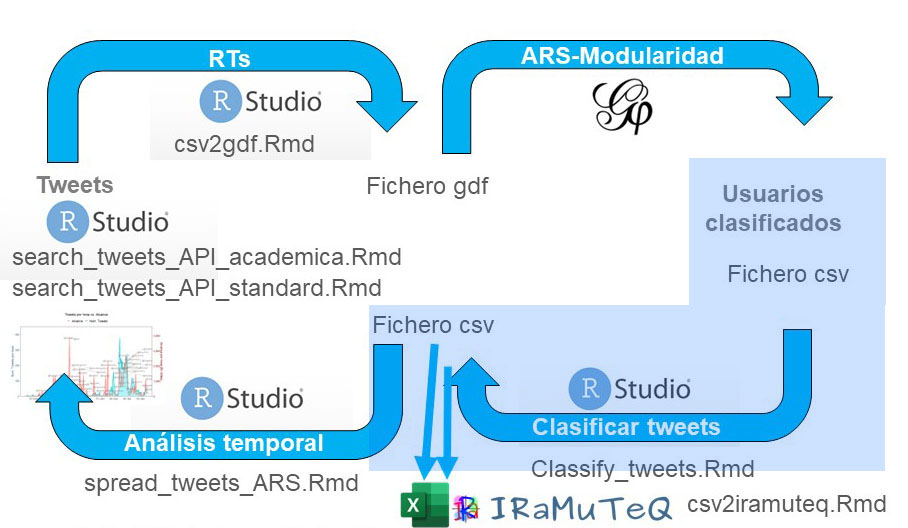 RTs
R Studio
csv2gdf.Rmd
ARS-Modularidad
Gφ
Tweets
R Studio
search_tweets_API_academica.Rmd
search_tweets_API_standard.Rmd
Fichero gdf
Usuarios
clasificados
Fichero csv
Fichero csv
R Studio
Clasificar tweets
Classify_tweets.Rmd
csv2iramuteq.Rmd
R Studio
Análisis temporal
spread_tweets_ARS.Rmd
X
R IRaMuTeQ